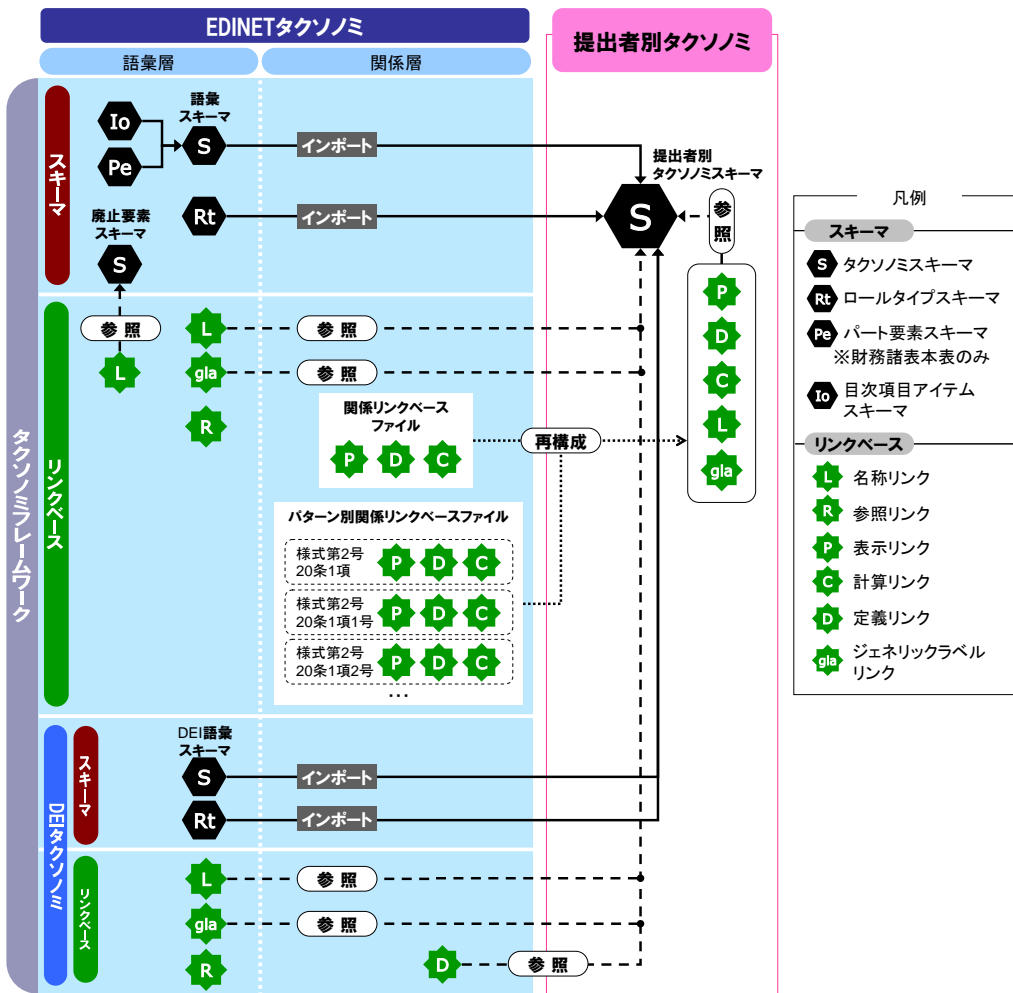 EDINETタクソノミ
提出者別タクソノミ
語彙層
関係層
タクソノミフレームワーク
スキーマ
Io
Pe
語彙
スキーマ
S
インポート
Rt
インポート
廃止要素
スキーマ
S
提出者別
タクソノミスキーマ
S
参照
P
D
C
L
gla
リンクベース
参照
L
L
参照
gla
参照
R
関係リンクベース
ファイル
P D C
再構成
パターン別関係リンクベースファイル
様式第2号
20条1項
P D C
様式第2号
20条1項1号
P D C
様式第2号
20条1項2号
P D C
...
DEIタクソノミ
スキーマ
DEI語彙
スキーマ
S
インポート
Rt
インポート
リンクベース
L
参照
gla
参照
R
D
参照
凡例
スキーマ
S タクソノミスキーマ
Rt ロールタイプスキーマ
Pe パート要素スキーマ
※財務諸表本表のみ
Io 目次項目アイテム
スキーマ
リンクベース
L 名称リンク
R 参照リンク
P 表示リンク
C 計算リンク
D 定義リンク
gla ジェネリックラベル
リンク